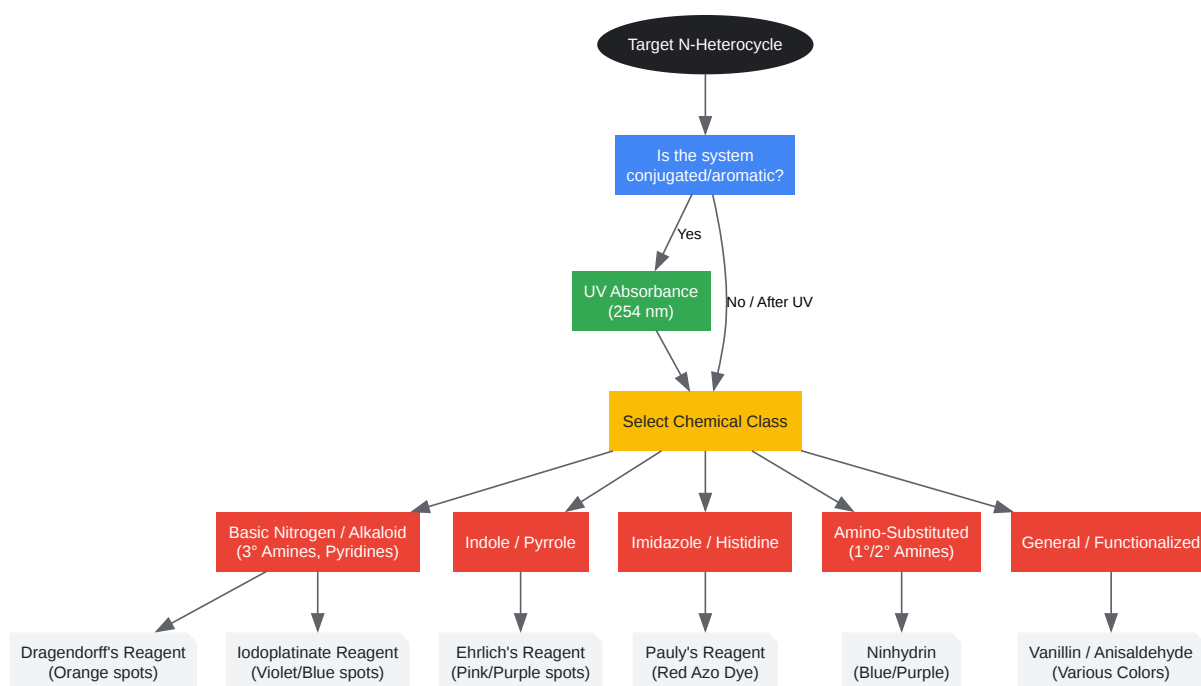 Target N-Heterocycle
Is the system
conjugated/aromatic?
Yes
UV Absorbance
(254 nm)
No / After UV
Select Chemical Class
Basic Nitrogen / Alkaloid
(3° Amines, Pyridines)
Indole / Pyrrole
Imidazole / Histidine
Amino-Substituted
(1°/2° Amines)
General / Functionalized
Dragendorff's Reagent
(Orange spots)
Iodoplatinate Reagent
(Violet/Blue spots)
Ehrlich's Reagent
(Pink/Purple spots)
Pauly's Reagent
(Red Azo Dye)
Ninhydrin
(Blue/Purple)
Vanillin / Anisaldehyde
(Various Colors)